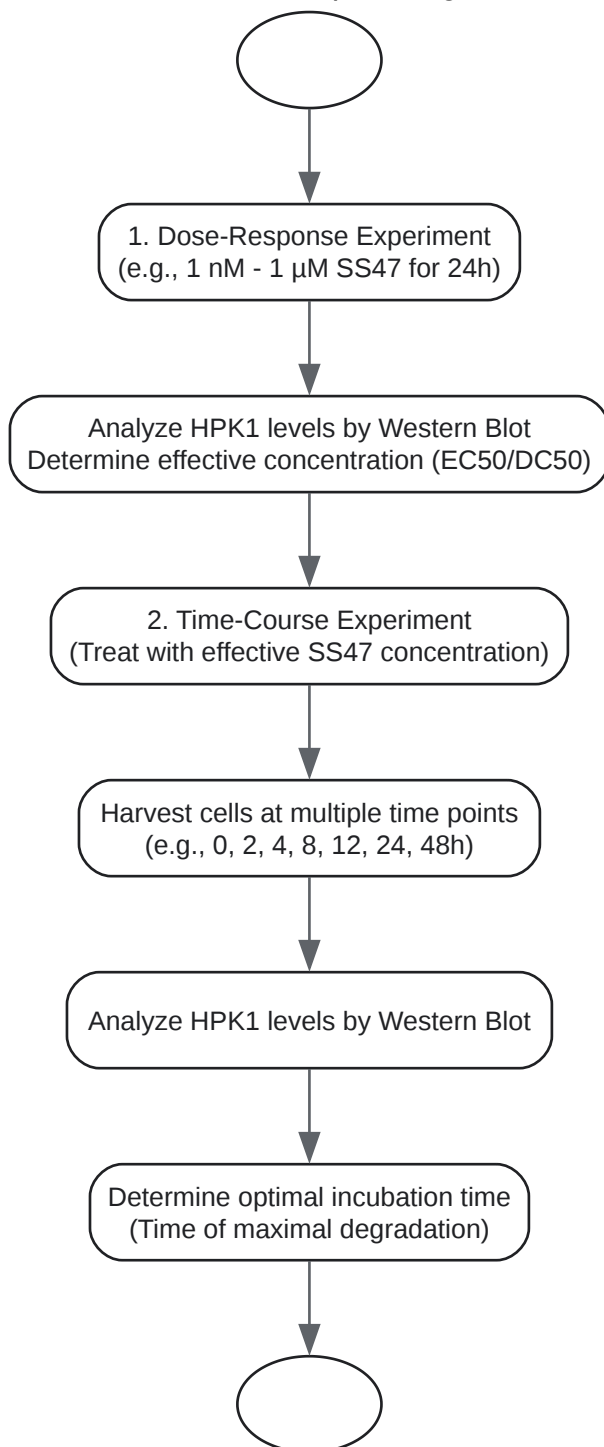 1. Dose-Response Experiment
(e.g., 1 nM - 1 µM SS47 for 24h)
Analyze HPK1 levels by Western Blot
Determine effective concentration (EC50/DC50)
2. Time-Course Experiment
(Treat with effective SS47 concentration)
Harvest cells at multiple time points
(e.g., 0, 2, 4, 8, 12, 24, 48h)
Analyze HPK1 levels by Western Blot
Determine optimal incubation time
(Time of maximal degradation)